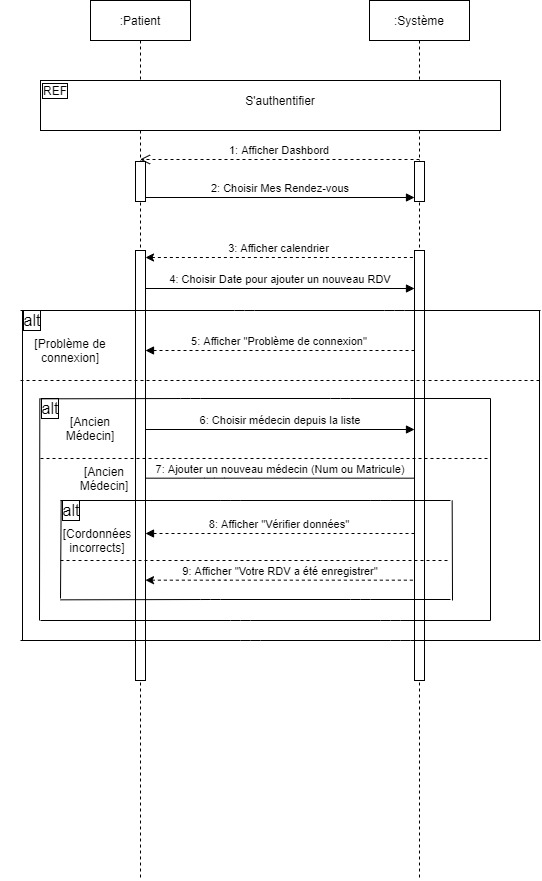 :Patient
:Système
REF
S'authentifier
1: Afficher Dashbord
2: Choisir Mes Rendez-vous
3: Afficher calendrier
4: Choisir Date pour ajouter un nouveau RDV
alt
[Problème de
connexion]
5: Afficher "Problème de connexion"
alt
[Ancien
Médecin]
6: Choisir médecin depuis la liste
[Ancien
Médecin]
7: Ajouter un nouveau médecin (Num ou Matricule)
alt
[Cordonnées
incorrects]
8: Afficher "Vérifier données"
9: Afficher "Votre RDV a été enregistrer"